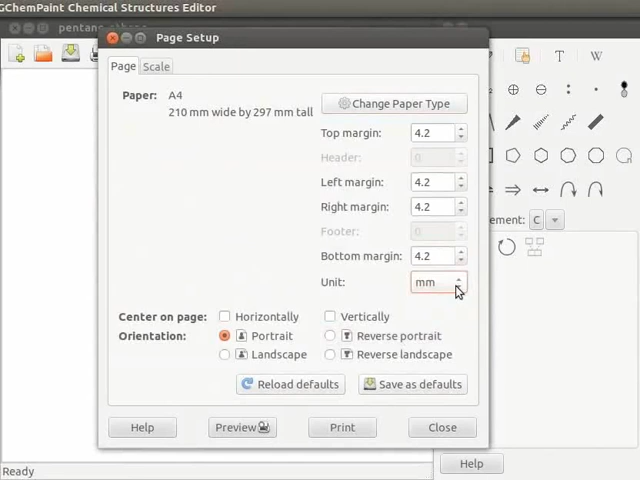 GChemPaint Chemical Structures Editor
pentane-ethane
Page Setup
Page Scale
Paper: A4
210 mm wide by 297 mm tall
Change Paper Type
Top margin: 4.2
Header: 0
Left margin: 4.2
Right margin: 4.2
Footer: 0
Bottom margin: 4.2
Unit: mm
Center on page: Horizontally Vertically
Orientation: Portrait Reverse portrait
Landscape Reverse landscape
Reload defaults Save as defaults
Help Preview Print Close
T W
ement: C
Help
Ready